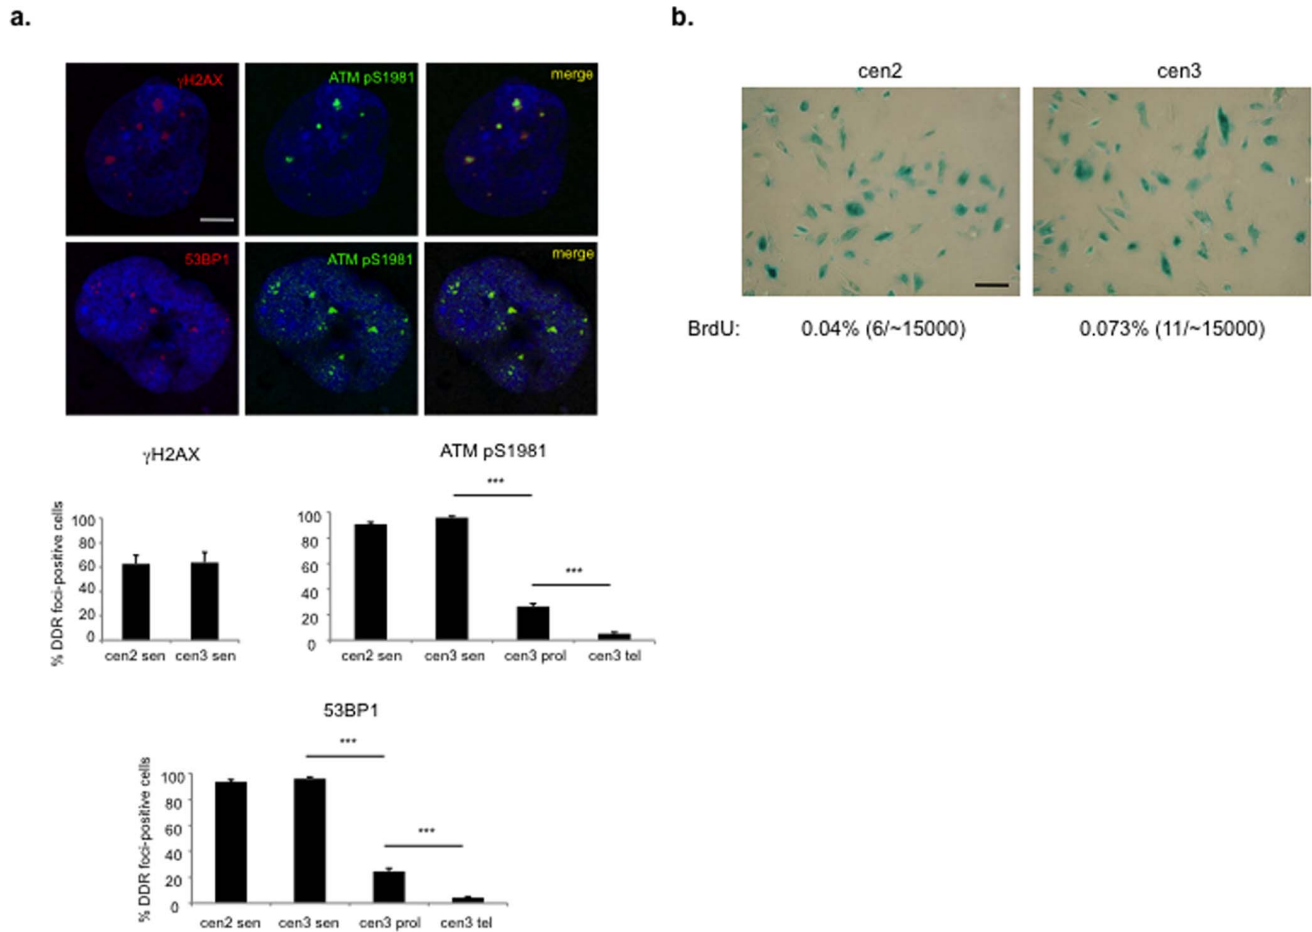 a.
b.
γH2AX
ATM pS1981
merge
53BP1
ATM pS1981
merge
cen2
cen3
BrdU:
0.04% (6/~15000)
0.073% (11/~15000)
γH2AX
% DDR foci-positive cells
100
80
60
40
20
0
cen2 sen
cen3 sen
ATM pS1981
***
***
100
80
60
40
20
0
cen2 sen
cen3 sen
cen3 prol
cen3 tel
53BP1
***
***
% DDR foci-positive cells
100
80
60
40
20
0
cen2 sen
cen3 sen
cen3 prol
cen3 tel